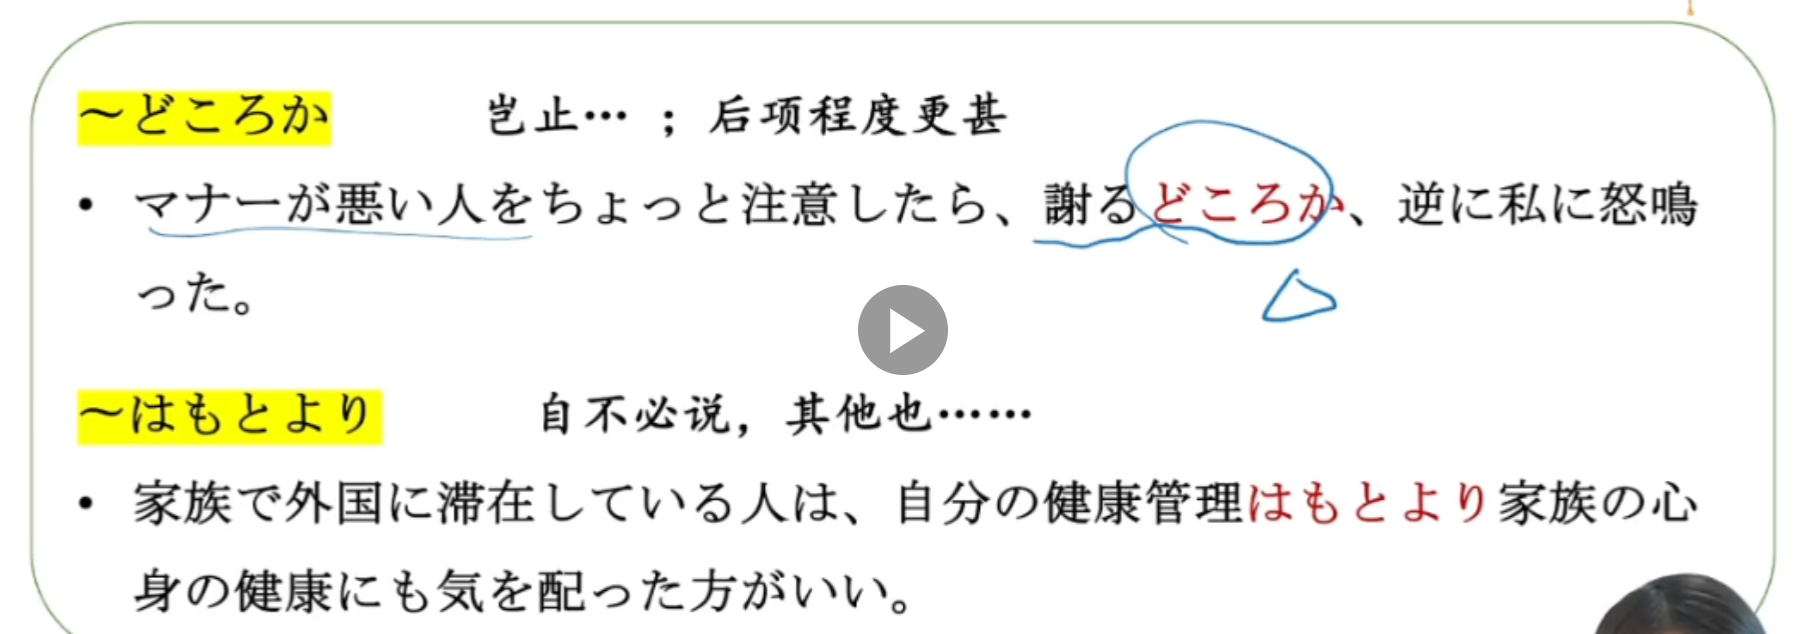 ～どころか 岂止… ；后项程度更甚
• マナーが悪い人をちょっと注意したら、謝るどころか、逆に私に怒鳴
った。
～はもとより 自不必说，其他也……
• 家族で外国に滞在している人は、自分の健康管理はもとより家族の心
身の健康にも気を配った方がいい。